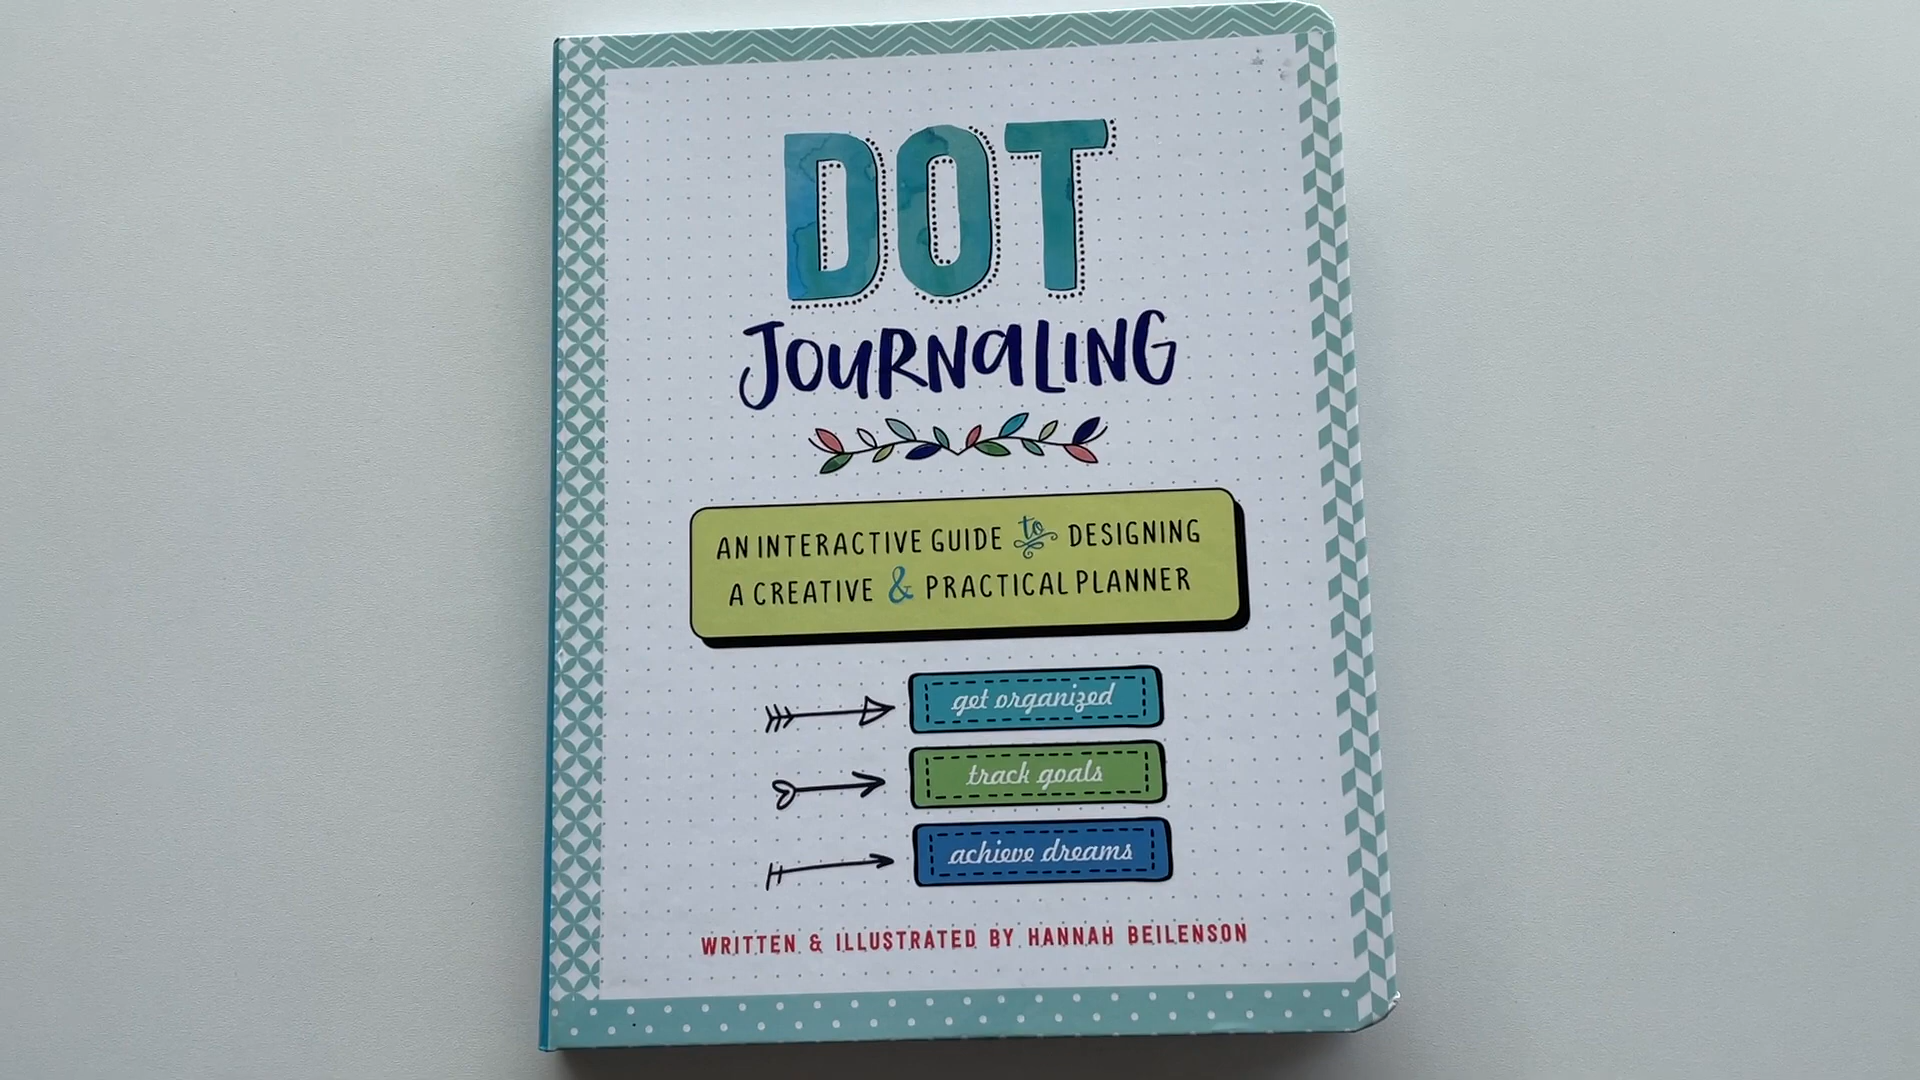 DOT
JOURNALING
AN INTERACTIVE GUIDE to DESIGNING
A CREATIVE & PRACTICAL PLANNER
get organized
track goals
achieve dreams
WRITTEN & ILLUSTRATED BY HANNAH BEILENSON